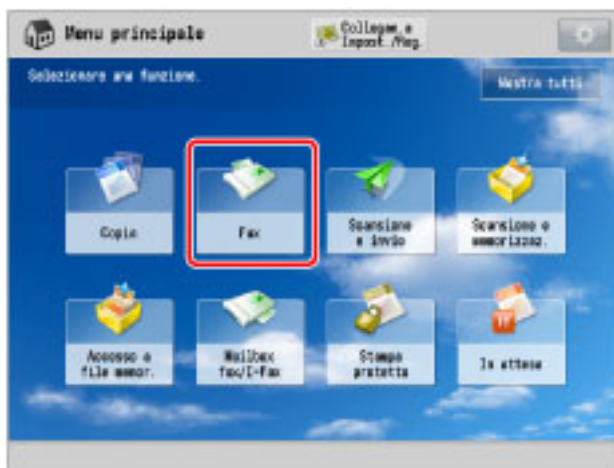 Menu principale
Collegam. a
Impost./Reg.
Selezionare una funzione.
Mostra tutti
Copia
Fax
Scansione
e invio
Scansione e
memorizzaz.
Accesso a
file memor.
Mailbox
fax/I-Fax
Stampa
protetta
In attesa